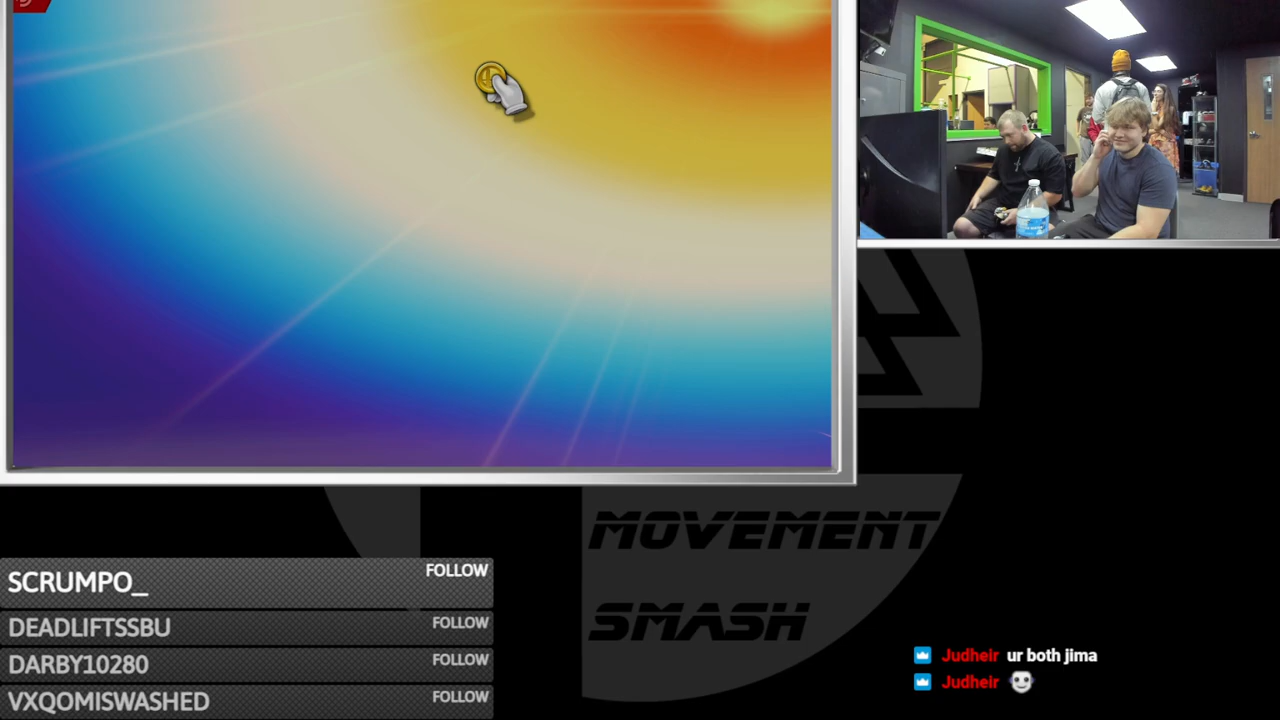 MOVEMENT
SMASH
SCRUMPO_ FOLLOW
DEADLIFTSSBU FOLLOW
DARBY10280 FOLLOW
VXQOMISWASHED FOLLOW
Judheir ur both jima
Judheir